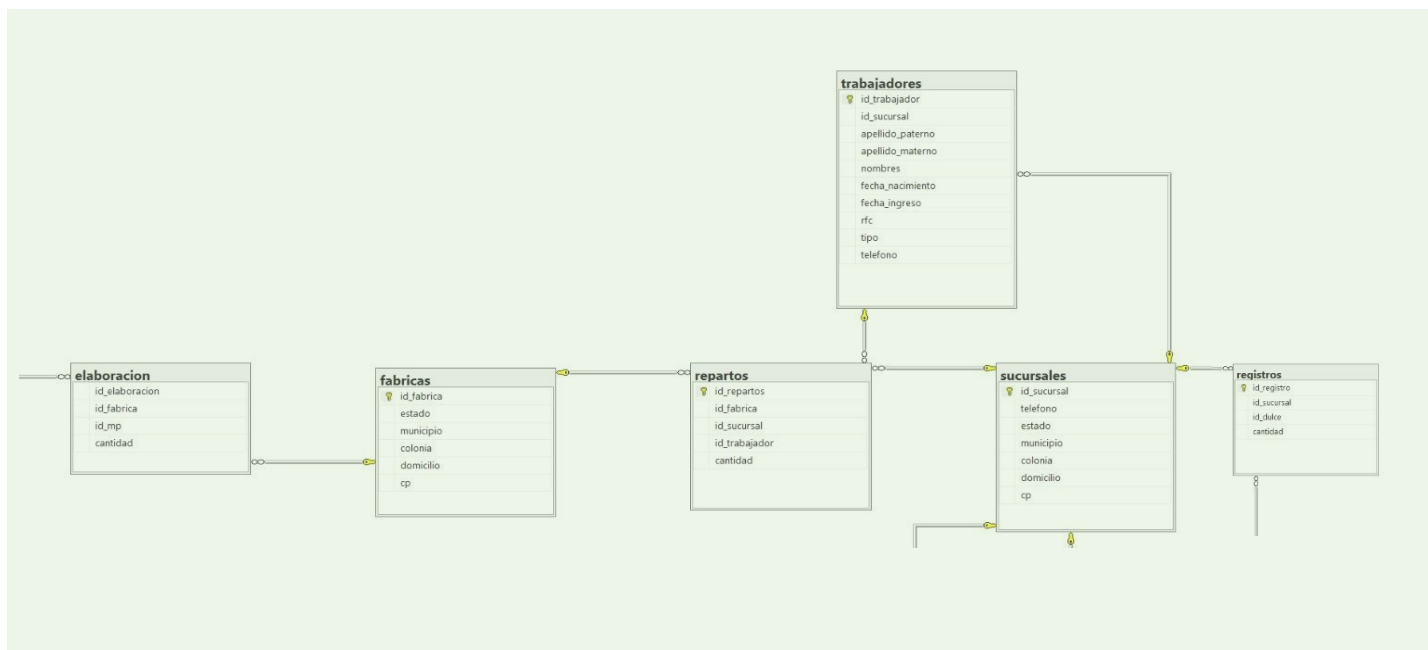 trabajadores
id_trabajador
id_sucursal
apellido_paterno
apellido_materno
nombres
fecha_nacimiento
fecha_ingreso
rfc
tipo
telefono
elaboracion
id_elaboracion
id_fabrica
id_mp
cantidad
fabricas
id_fabrica
estado
municipio
colonia
domicilio
cp
repartos
id_repartos
id_fabrica
id_sucursal
id_trabajador
cantidad
sucursales
id_sucursal
telefono
estado
municipio
colonia
domicilio
cp
registros
id_registro
id_sucursal
id_dulce
cantidad